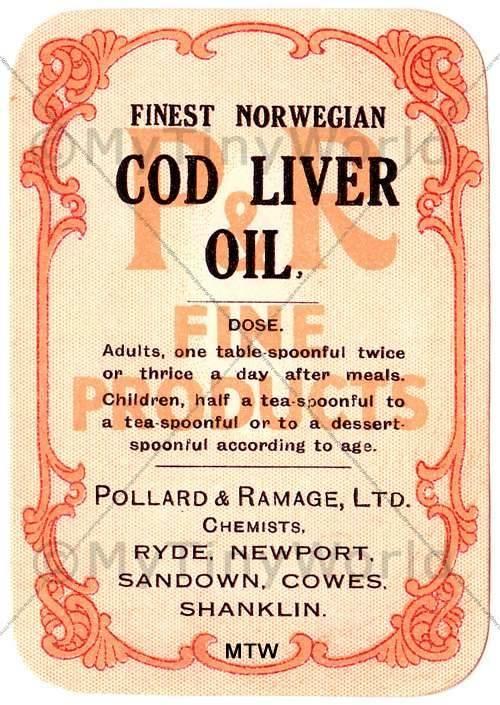 FINEST NORWEGIAN
COD LIVER
OIL,
P&R
FINE
PRODUCTS
DOSE.
Adults, one table-spoonful twice
or thrice a day after meals.
Children, half a tea-spoonful to
a tea-spoonful or to a dessert-
spoonful according to age.
POLLARD & RAMAGE, LTD.
CHEMISTS,
RYDE, NEWPORT,
SANDOWN, COWES,
SHANKLIN.
MTW
©MyTinyWorld
©MyTinyWorld